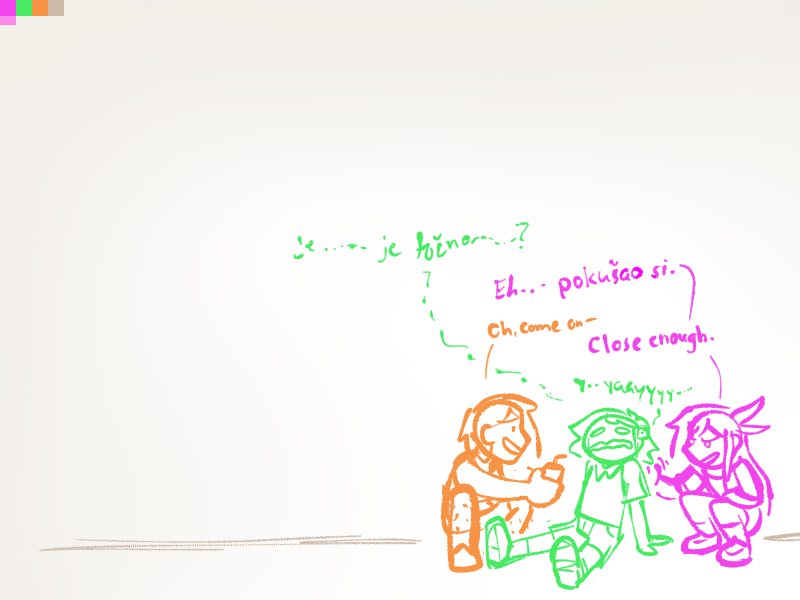 je ........ je točno........?
?
Eh... pokušao si.
Oh, come on—
Close enough.
y... yaayyyy.....